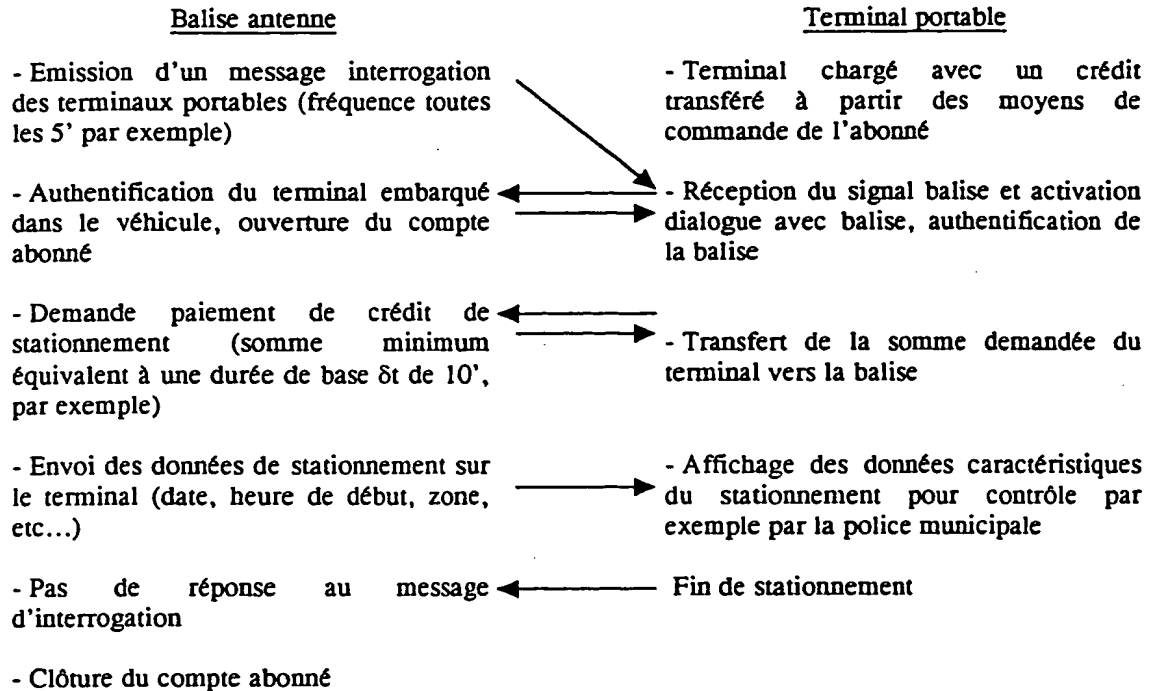 Balise antenne
Terminal portable
- Emission d'un message interrogation
des terminaux portables (fréquence toutes
les 5' par exemple)
- Terminal chargé avec un crédit
transféré à partir des moyens de
commande de l'abonné
- Authentification du terminal embarqué
dans le véhicule, ouverture du compte
abonné
- Réception du signal balise et activation
dialogue avec balise, authentification de
la balise
- Demande paiement de crédit de
stationnement (somme minimum
équivalent à une durée de base δt de 10',
par exemple)
- Transfert de la somme demandée du
terminal vers la balise
- Envoi des données de stationnement sur
le terminal (date, heure de début, zone,
etc...)
- Affichage des données caractéristiques
du stationnement pour contrôle par
exemple par la police municipale
- Pas de réponse au message
d'interrogation
Fin de stationnement
- Clôture du compte abonné